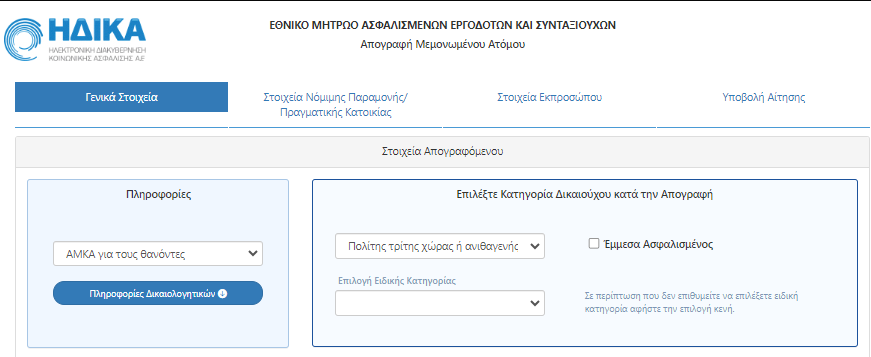 ΗΔΙΚΑ
ΗΛΕΚΤΡΟΝΙΚΗ ΔΙΑΚΥΒΕΡΝΗΣΗ
ΚΟΙΝΩΝΙΚΗΣ ΑΣΦΑΛΙΣΗΣ Α.Ε
ΕΘΝΙΚΟ ΜΗΤΡΩΟ ΑΣΦΑΛΙΣΜΕΝΩΝ ΕΡΓΟΔΟΤΩΝ ΚΑΙ ΣΥΝΤΑΞΙΟΥΧΩΝ
Απογραφή Μεμονωμένου Ατόμου
Γενικά Στοιχεία
Στοιχεία Νόμιμης Παραμονής/
Πραγματικής Κατοικίας
Στοιχεία Εκπροσώπου
Υποβολή Αίτησης
Στοιχεία Απογραφόμενου
Πληροφορίες
ΑΜΚΑ για τους θανόντες
Πληροφορίες Δικαιολογητικών
Επιλέξτε Κατηγορία Δικαιούχου κατά την Απογραφή
Πολίτης τρίτης χώρας ή ανιθαγενής
Έμμεσα Ασφαλισμένος
Επιλογή Ειδικής Κατηγορίας
Σε περίπτωση που δεν επιθυμείτε να επιλέξετε ειδική
κατηγορία αφήστε την επιλογή κενή.